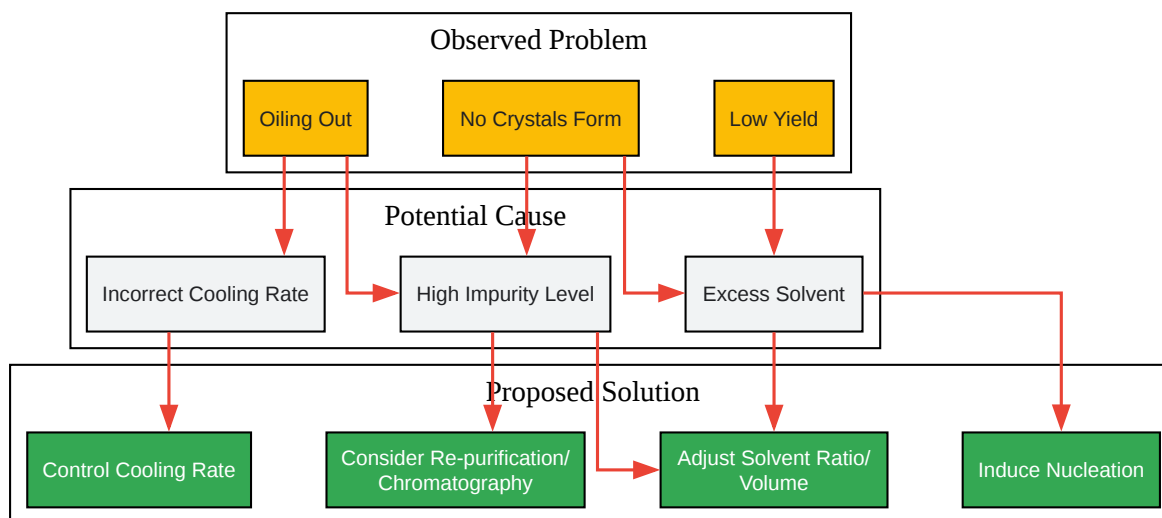 Observed Problem
Oiling Out
No Crystals Form
Low Yield
Potential Cause
Incorrect Cooling Rate
High Impurity Level
Excess Solvent
Proposed Solution
Control Cooling Rate
Consider Re-purification/
Chromatography
Adjust Solvent Ratio/
Volume
Induce Nucleation